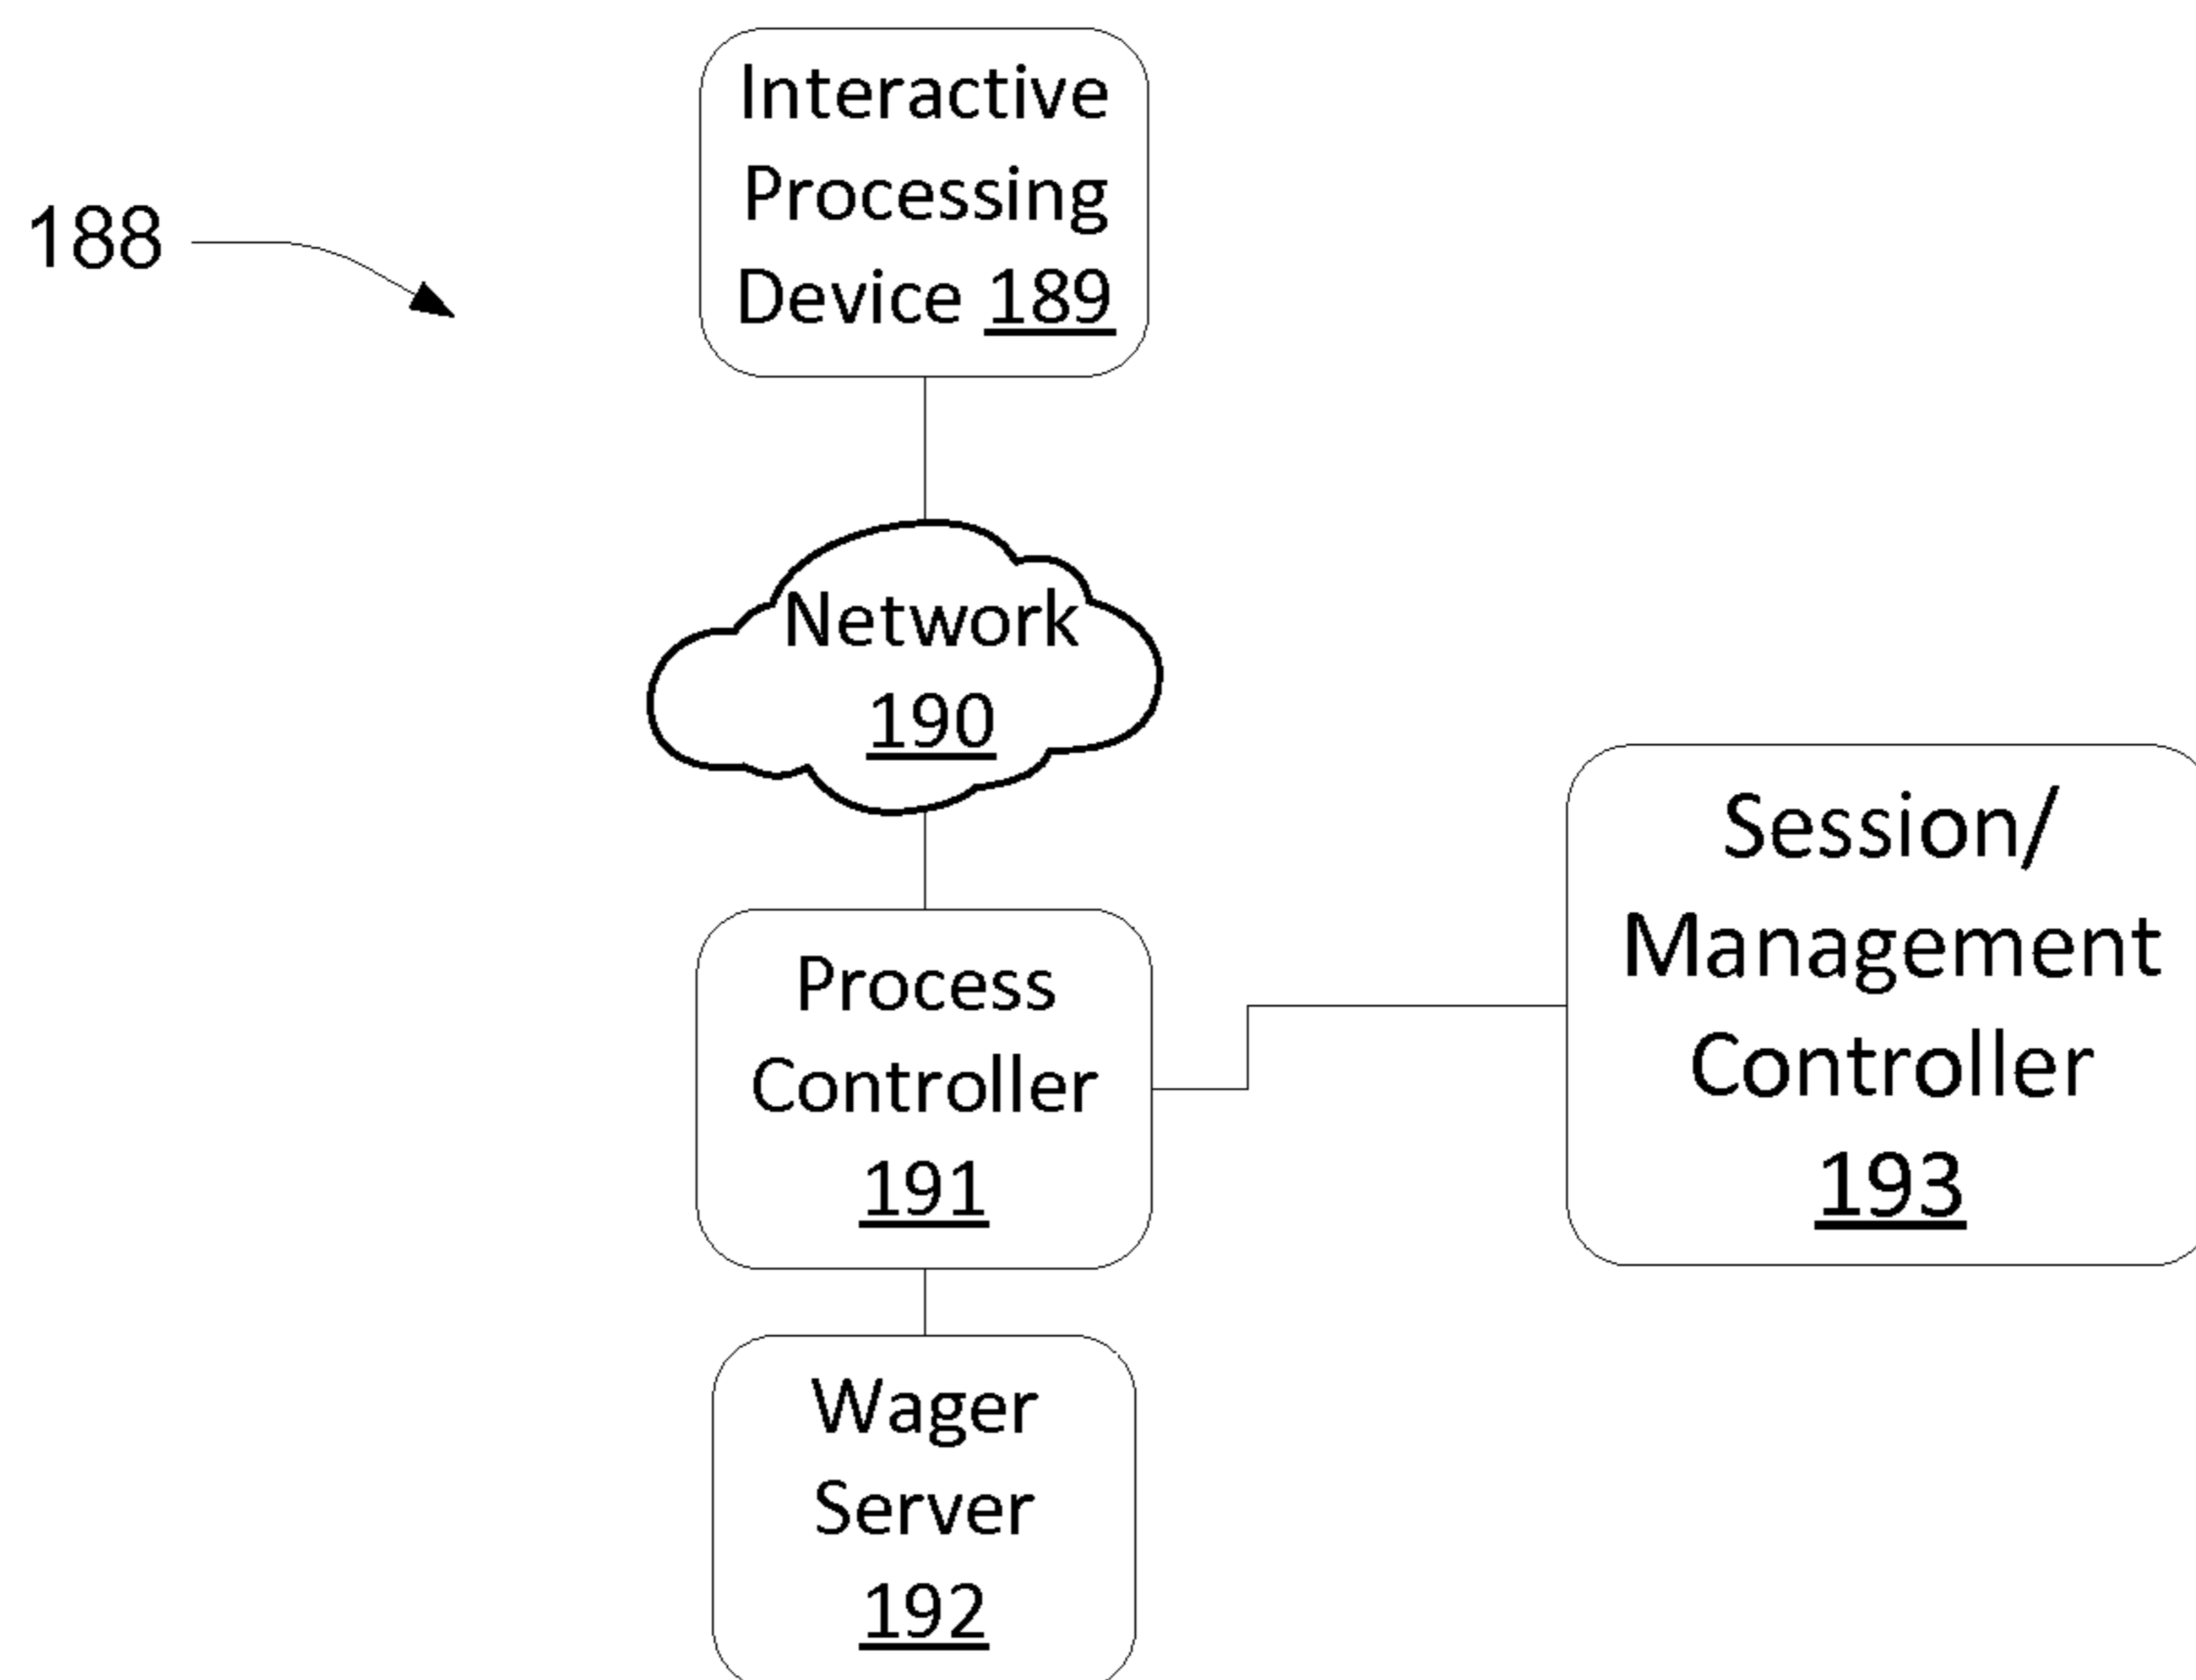 Interactive
Processing
Device 189
188
Network
190
Session/
Management
Controller
193
Process
Controller
191
Wager
Server
192